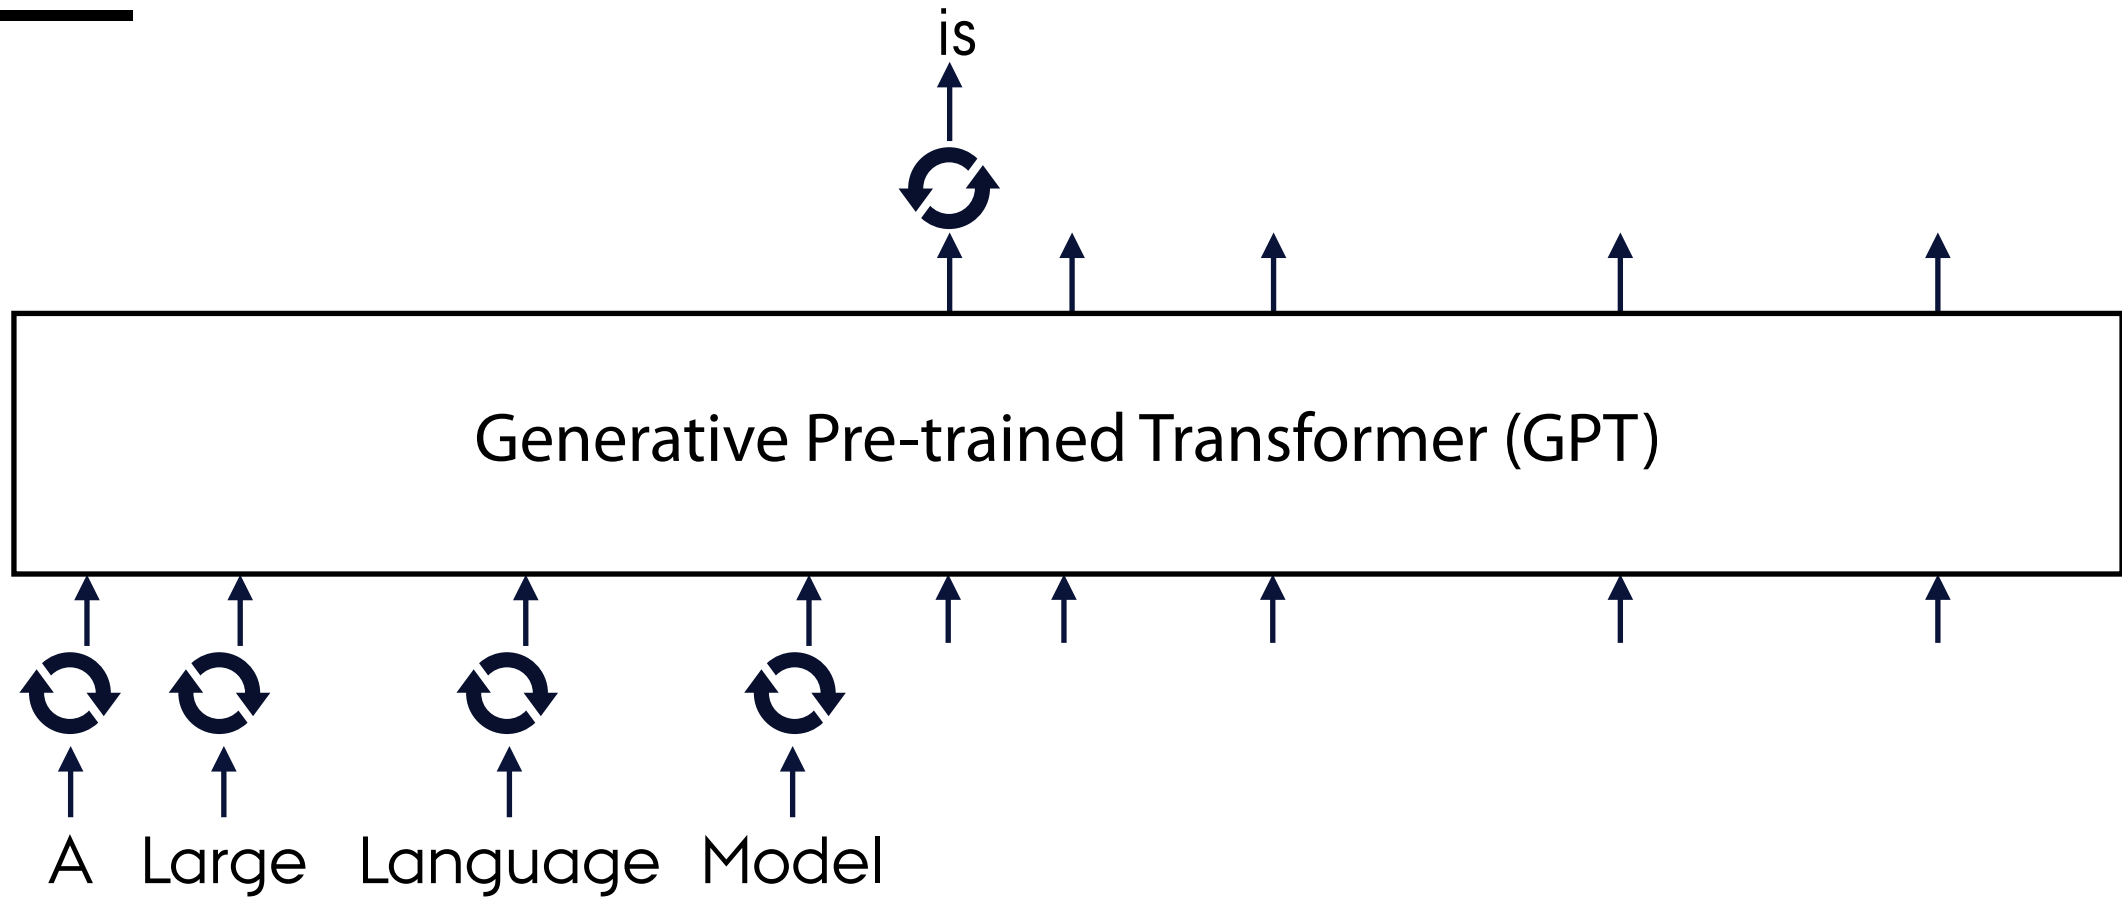 is
Generative Pre-trained Transformer (GPT)
A Large Language Model